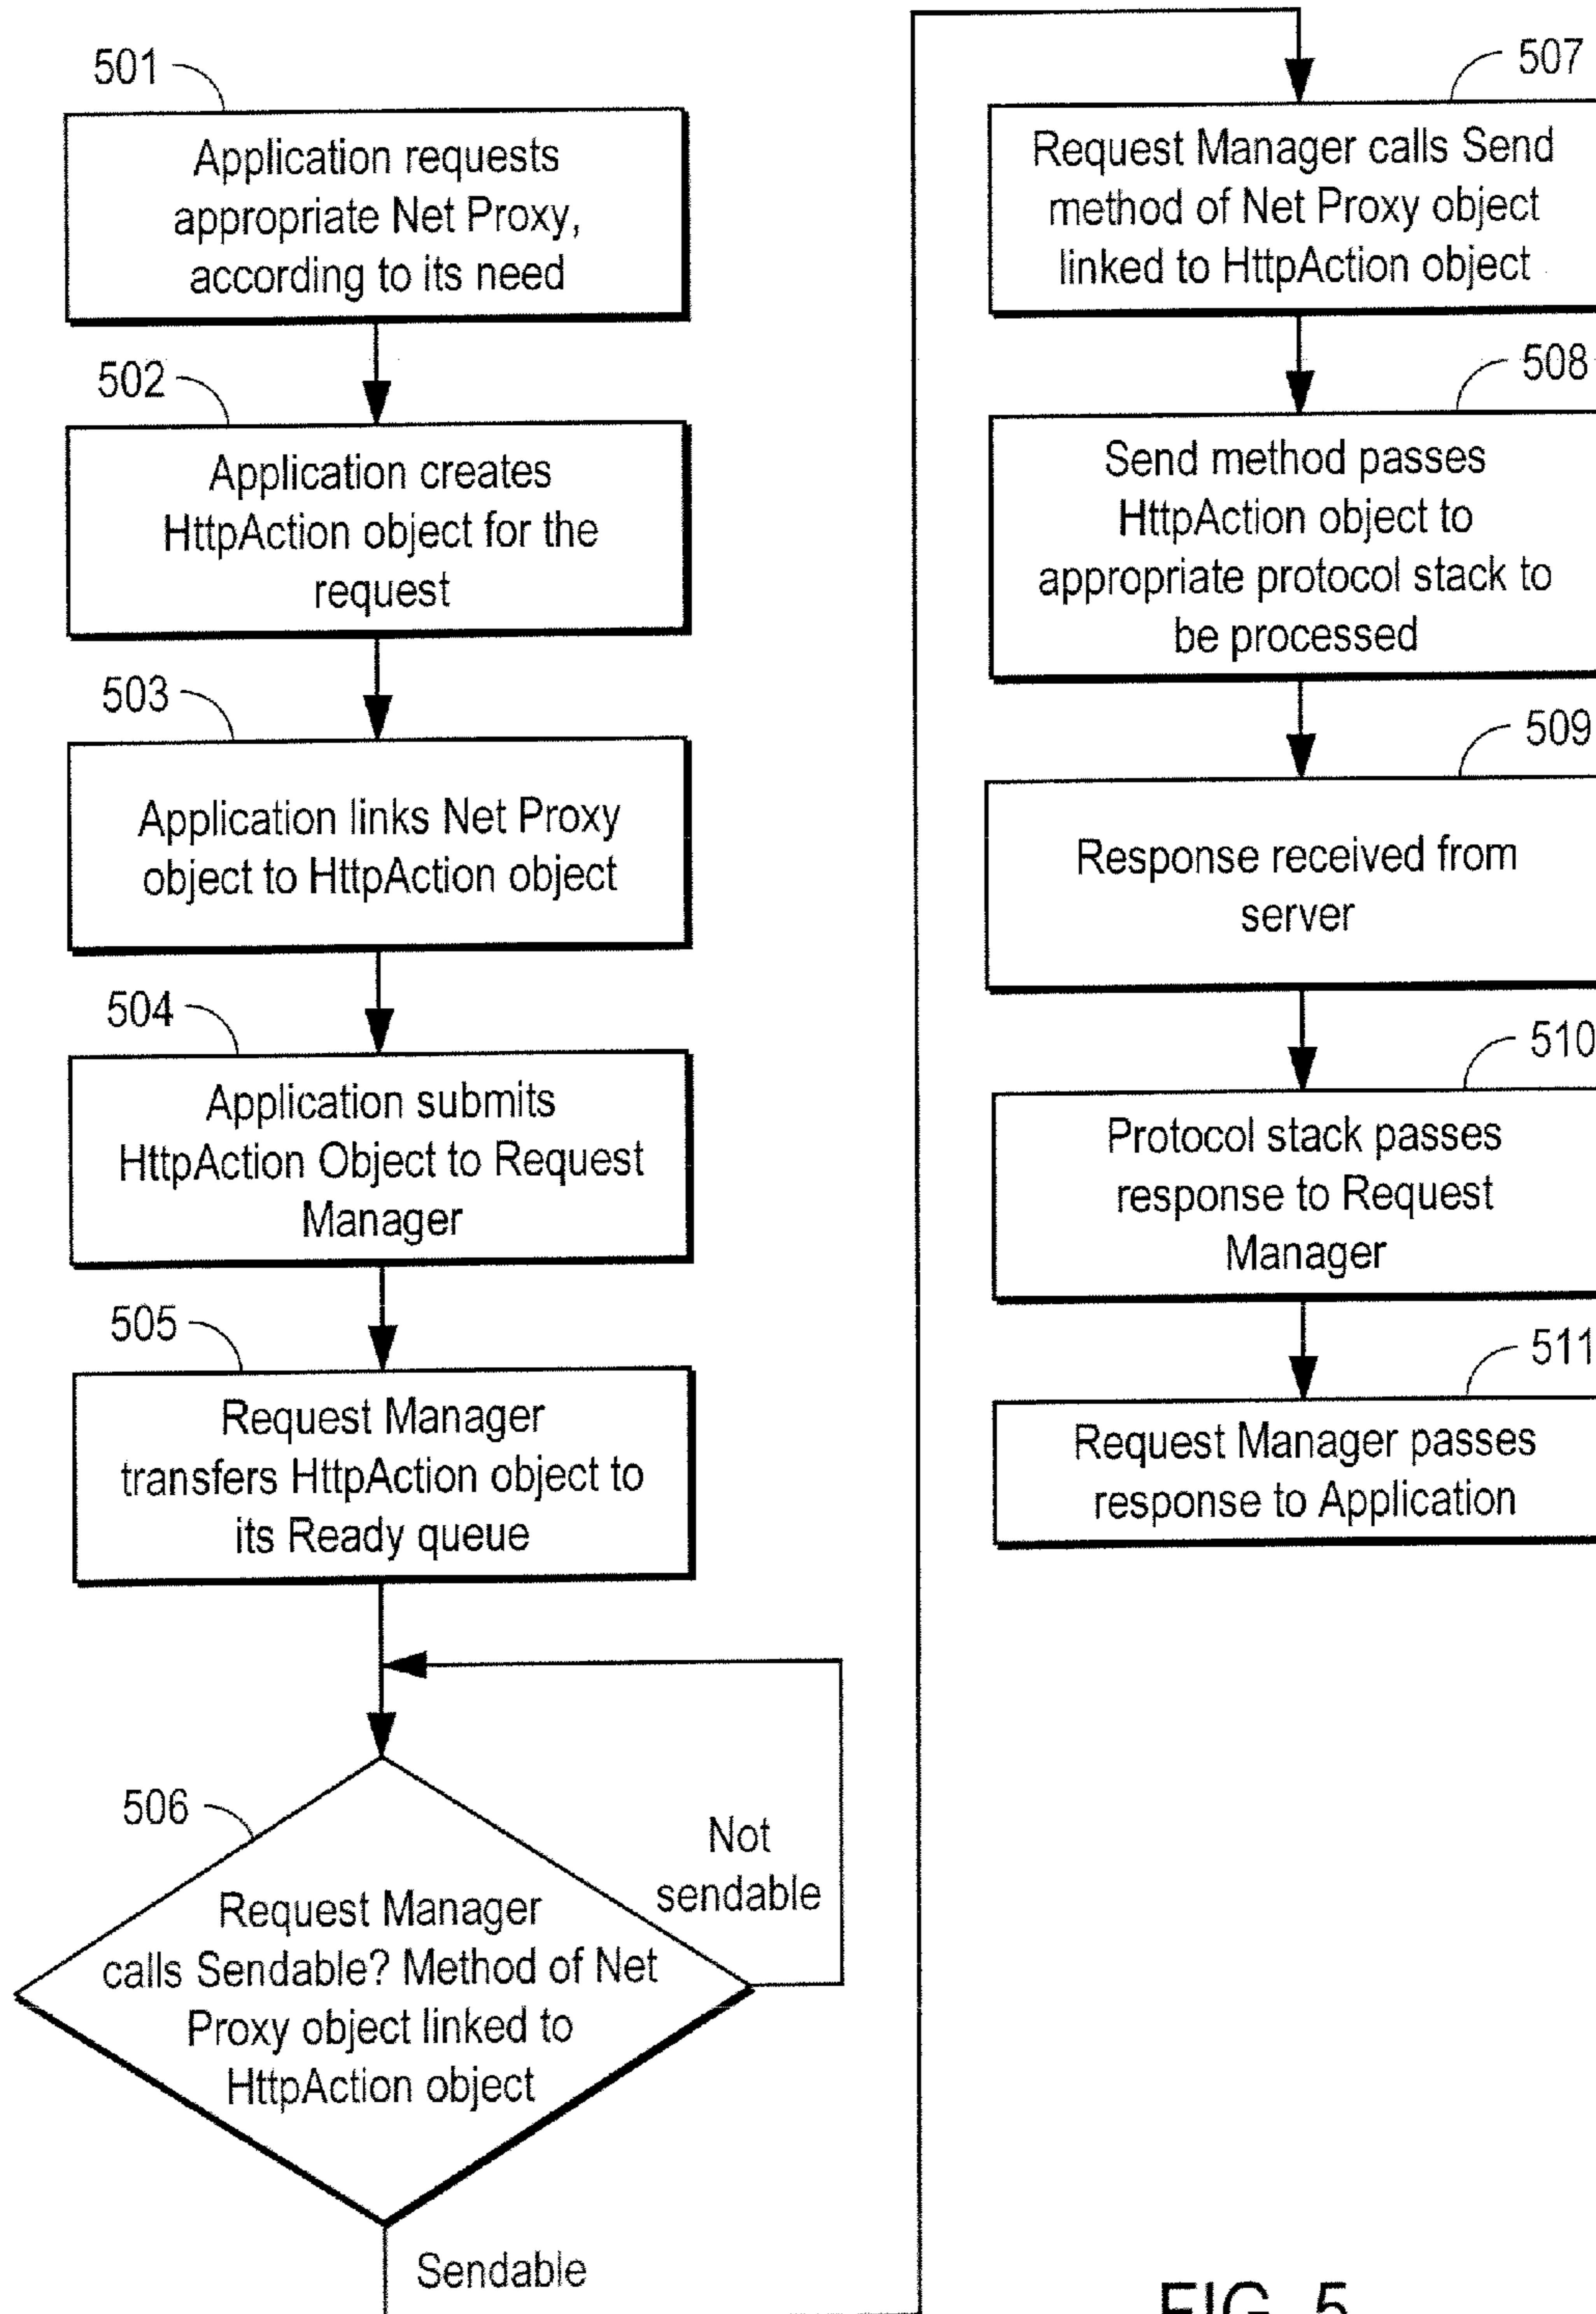 501
Application requests
appropriate Net Proxy,
according to its need
502
Application creates
HttpAction object for the
request
503
Application links Net Proxy
object to HttpAction object
504
Application submits
HttpAction Object to Request
Manager
505
Request Manager
transfers HttpAction object to
its Ready queue
506
Request Manager
calls Sendable? Method of Net
Proxy object linked to
HttpAction object
Not
sendable
Sendable
507
Request Manager calls Send
method of Net Proxy object
linked to HttpAction object
508
Send method passes
HttpAction object to
appropriate protocol stack to
be processed
509
Response received from
server
510
Protocol stack passes
response to Request
Manager
511
Request Manager passes
response to Application
FIG. 5